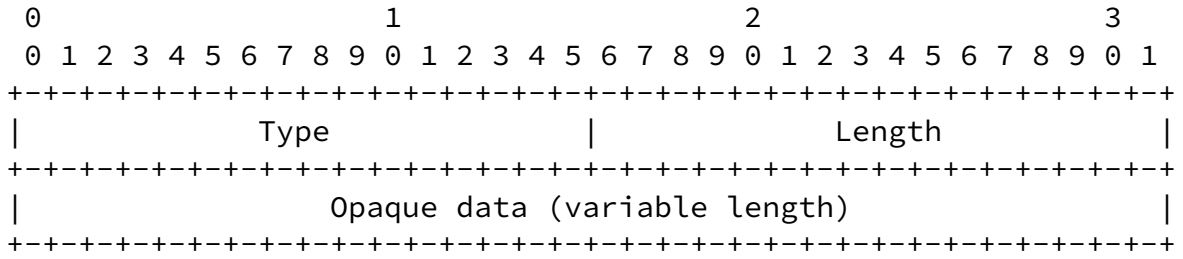 0                   1                   2                   3
 0 1 2 3 4 5 6 7 8 9 0 1 2 3 4 5 6 7 8 9 0 1 2 3 4 5 6 7 8 9 0 1
+-+-+-+-+-+-+-+-+-+-+-+-+-+-+-+-+-+-+-+-+-+-+-+-+-+-+-+-+-+-+-+-+
|             Type              |             Length            |
+-+-+-+-+-+-+-+-+-+-+-+-+-+-+-+-+-+-+-+-+-+-+-+-+-+-+-+-+-+-+-+-+
|                 Opaque data (variable length)                 |
+-+-+-+-+-+-+-+-+-+-+-+-+-+-+-+-+-+-+-+-+-+-+-+-+-+-+-+-+-+-+-+-+